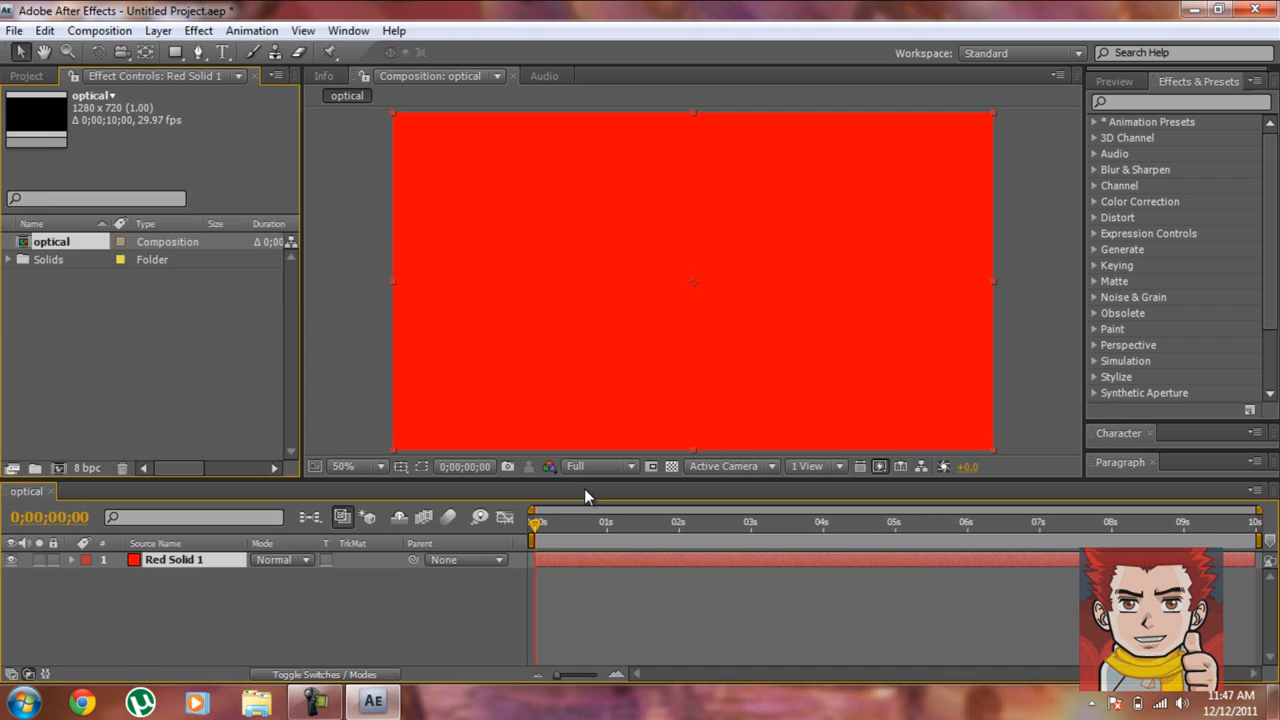 Adobe After Effects - Untitled Project.aep *
File Edit Composition Layer Effect Animation View Window Help
Workspace: Standard Search Help
Project Effect Controls: Red Solid 1 Info Composition: optical Audio Preview Effects & Presets
optical
optical
1280 x 720 (1.00)
Δ 0;00;10;00, 29.97 fps
Name Type Size Duration
optical Composition Δ 0;00
Solids Folder
* Animation Presets
3D Channel
Audio
Blur & Sharpen
Channel
Color Correction
Distort
Expression Controls
Generate
Keying
Matte
Noise & Grain
Obsolete
Paint
Perspective
Simulation
Stylize
Synthetic Aperture
Character
Paragraph
8 bpc 50% 0;00;00;00 Full Active Camera 1 View +0.0
optical
0;00;00;00 :00s 01s 02s 03s 04s 05s 06s 07s 08s 09s 10s
# Source Name Mode T TrkMat Parent
1 Red Solid 1 Normal None
Toggle Switches / Modes
11:47 AM
12/12/2011